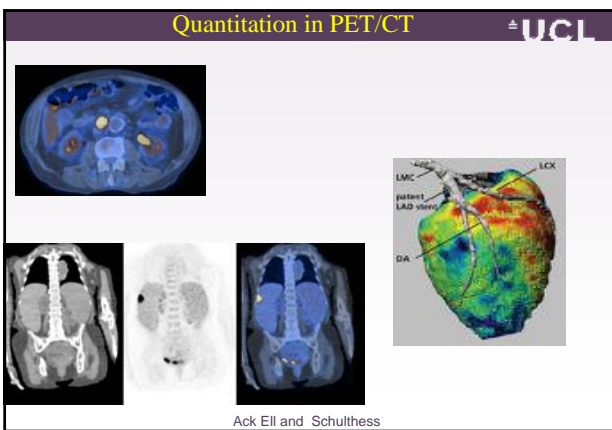 Quantitation in PET/CT
UCL
LMC
LCX
patent
LAD stent
DA
Ack Ell and Schulthess